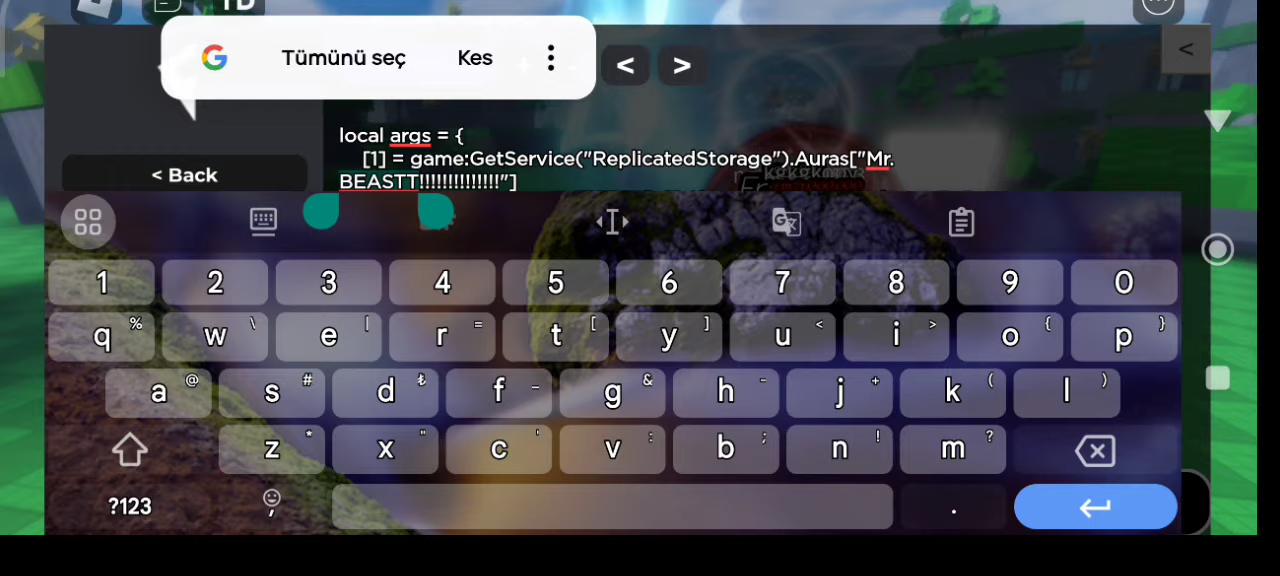 TD
Tümünü seç Kes
< >
<
local args = {
[1] = game:GetService("ReplicatedStorage").Auras["Mr.
BEASTT!!!!!!!!!!!!!!"]
< Back
1 2 3 4 5 6 7 8 9 0
q % w \ e | r = t [ y ] u < i > o { p }
a @ s # d ₺ f _ g & h - j + k ( l )
z * x " c ' v : b ; n ! m ?
?123 , .